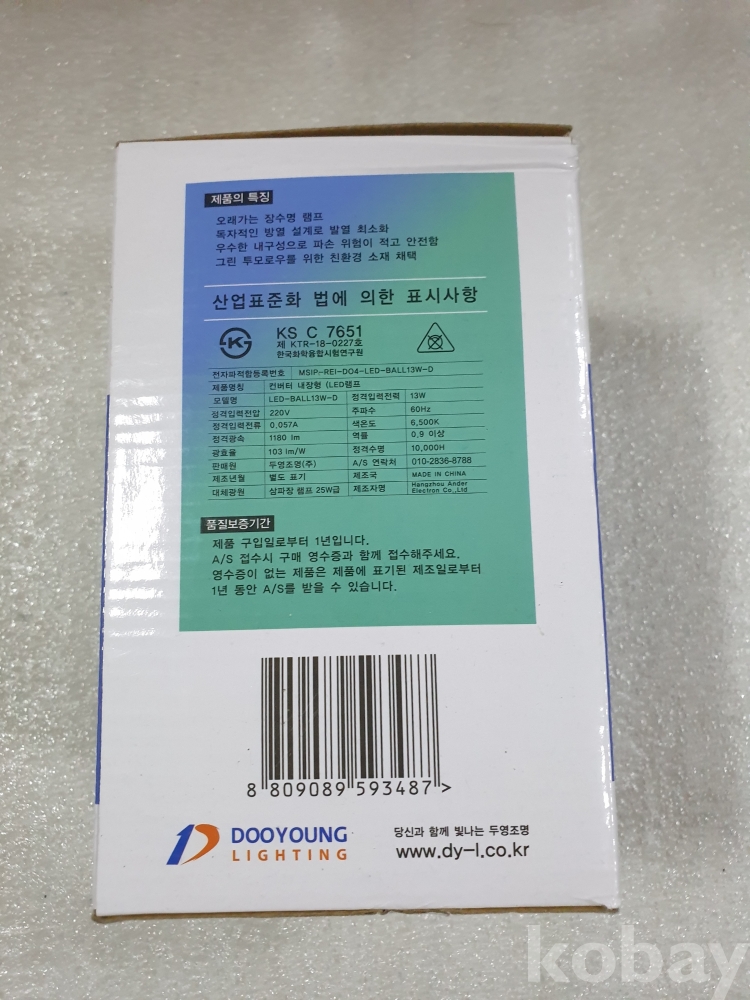 제품의 특징
오래가는 장수명 램프
독자적인 방열 설계로 발열 최소화
우수한 내구성으로 파손 위험이 적고 안전함
그린 투모로우를 위한 친환경 소재 채택
산업표준화 법에 의한 표시사항
KS C 7651
제 KTR-18-0227호
한국화학융합시험연구원
전자파적합등록번호 MSIP-REI-DO4-LED-BALL13W-D
제품명칭 컨버터 내장형 (LED램프
모델명 LED-BALL13W-D 정격입력전력 13W
정격입력전압 220V 주파수 60Hz
정격입력전류 0.057A 색온도 6,500K
정격광속 1180 lm 역률 0.9 이상
광효율 103 lm/W 정격수명 10,000H
판매원 두영조명(주) A/S 연락처 010-2836-8788
제조년월 별도 표기 제조국 MADE IN CHINA
대체광원 삼파장 램프 25W급 제조자명 Hangzhou Ander Electron Co.,Ltd
품질보증기간
제품 구입일로부터 1년입니다.
A/S 접수시 구매 영수증과 함께 접수해주세요.
영수증이 없는 제품은 제품에 표기된 제조일로부터
1년 동안 A/S를 받을 수 있습니다.
8 809089 593487 >
DOOYOUNG
LIGHTING
당신과 함께 빛나는 두영조명
www.dy-l.co.kr
kobay